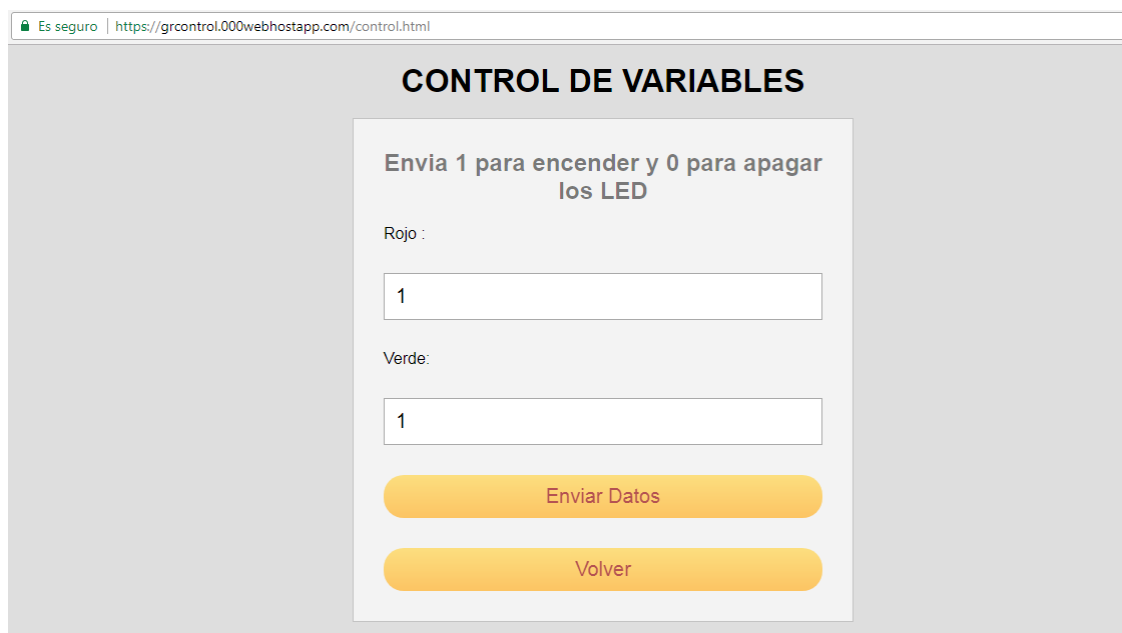 Es seguro https://grcontrol.000webhostapp.com/control.html
CONTROL DE VARIABLES
Envia 1 para encender y 0 para apagar
los LED
Rojo :
1
Verde:
1
Enviar Datos
Volver